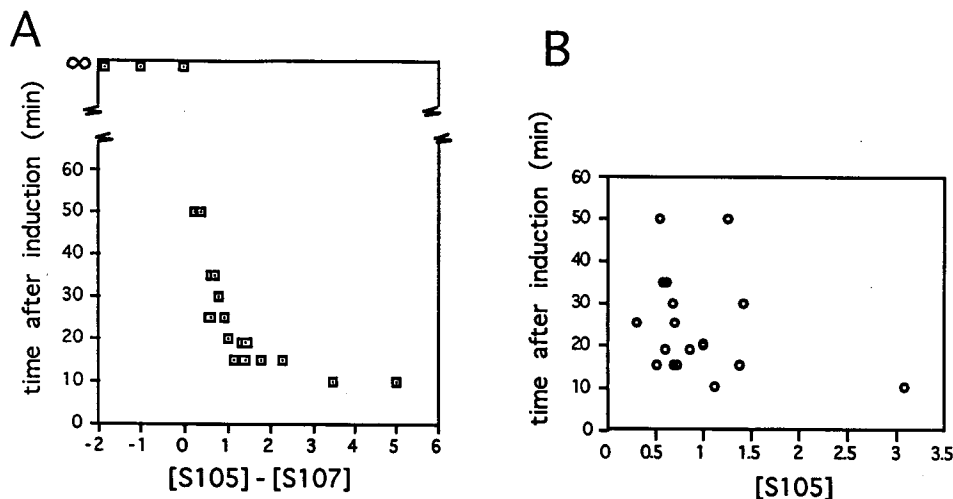 A
∞
60
50
40
30
20
10
0
-2 -1 0 1 2 3 4 5 6
time after induction (min)
[S105] - [S107]
B
60
50
40
30
20
10
0
0 0.5 1 1.5 2 2.5 3 3.5
time after induction (min)
[S105]